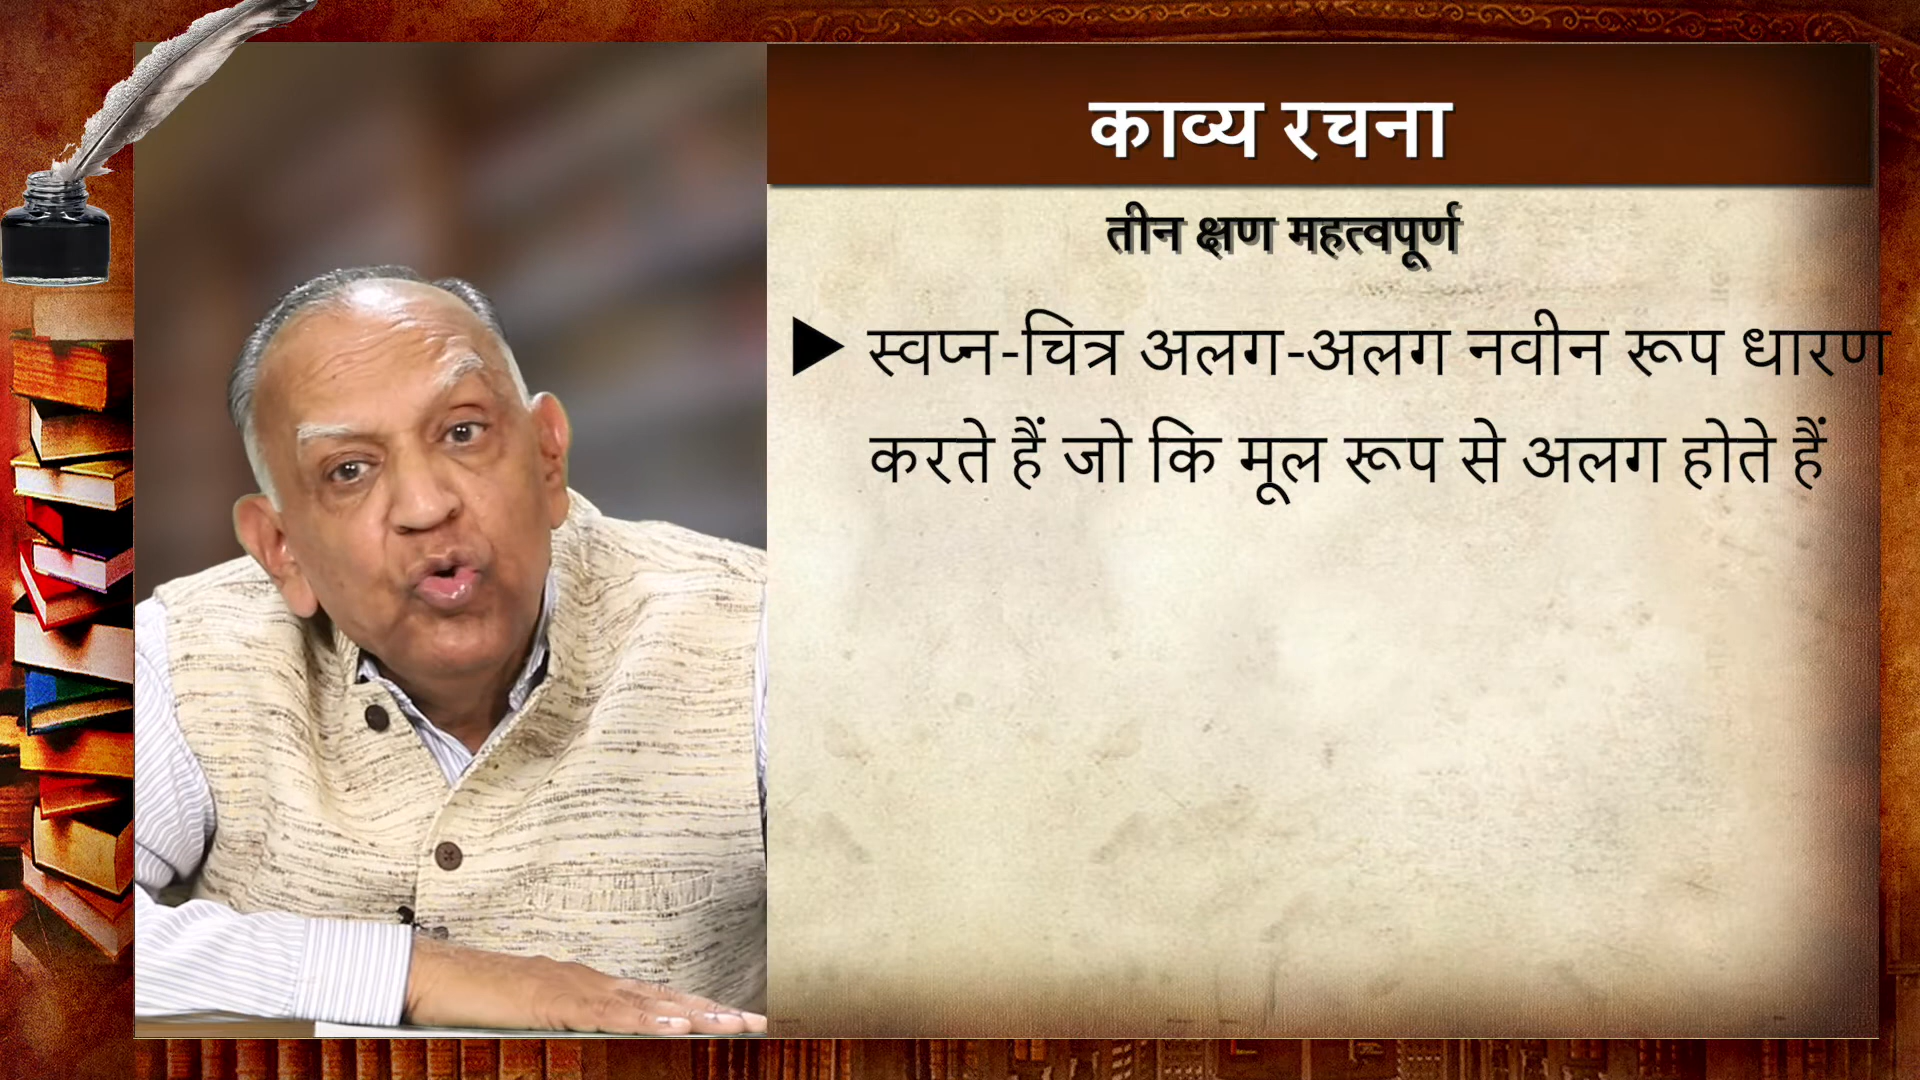 काव्य रचना
तीन क्षण महत्वपूर्ण
स्वप्न-चित्र अलग-अलग नवीन रूप धारण
करते हैं जो कि मूल रूप से अलग होते हैं